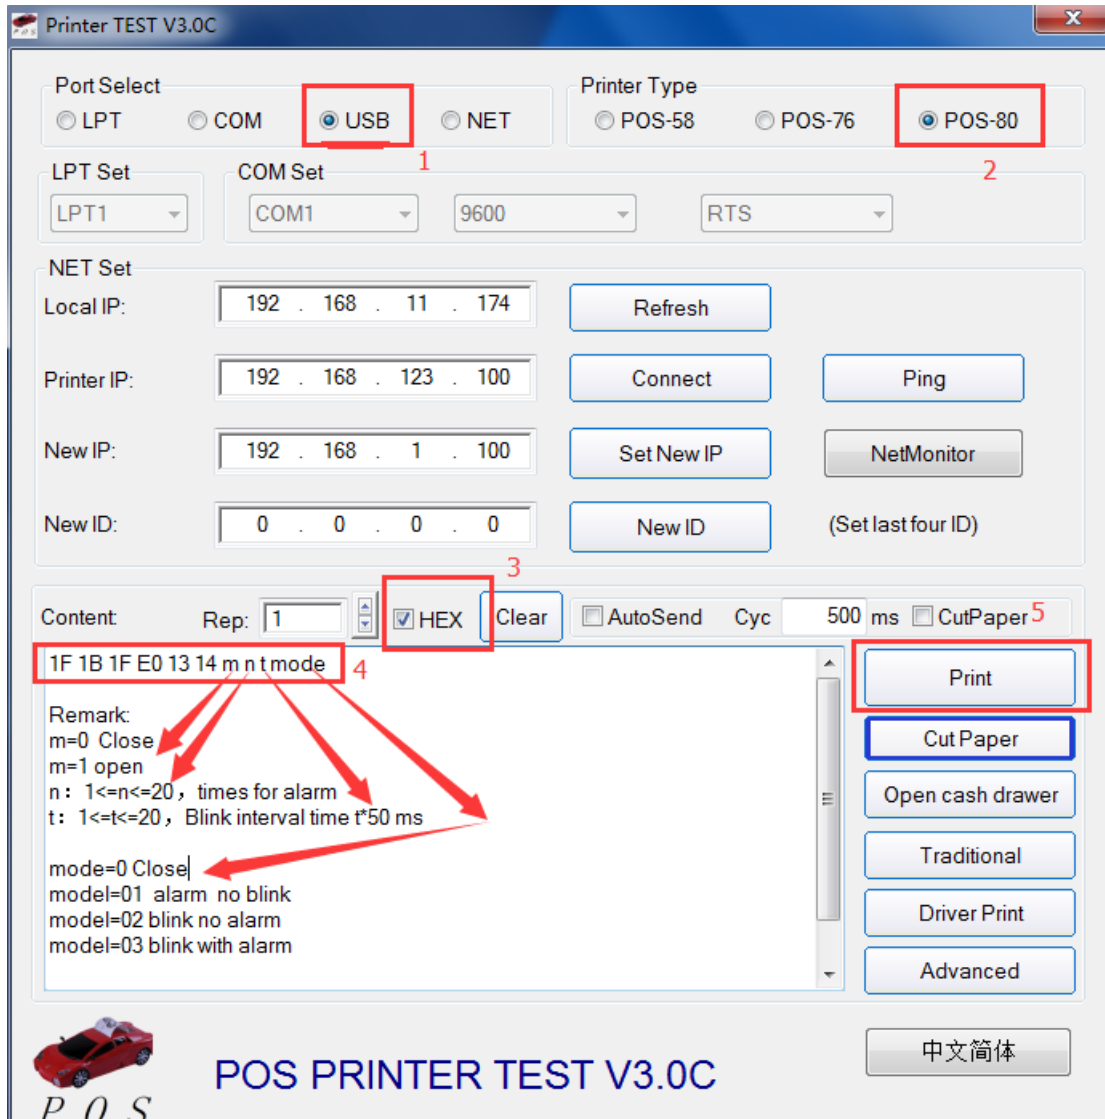 Printer TEST V3.0C
Port Select
LPT COM USB NET
1
Printer Type
POS-58 POS-76 POS-80
2
LPT Set
LPT1
COM Set
COM1 9600 RTS
NET Set
Local IP: 192 . 168 . 11 . 174 Refresh
Printer IP: 192 . 168 . 123 . 100 Connect Ping
New IP: 192 . 168 . 1 . 100 Set New IP NetMonitor
New ID: 0 . 0 . 0 . 0 New ID (Set last four ID)
3
Content: Rep: 1 HEX Clear AutoSend Cyc 500 ms CutPaper 5
1F 1B 1F E0 13 14 m n t mode 4
Remark:
m=0 Close
m=1 open
n：1<=n<=20，times for alarm
t：1<=t<=20，Blink interval time t*50 ms
mode=0 Close
model=01 alarm no blink
model=02 blink no alarm
model=03 blink with alarm
Print
Cut Paper
Open cash drawer
Traditional
Driver Print
Advanced
中文简体
POS PRINTER TEST V3.0C
POS